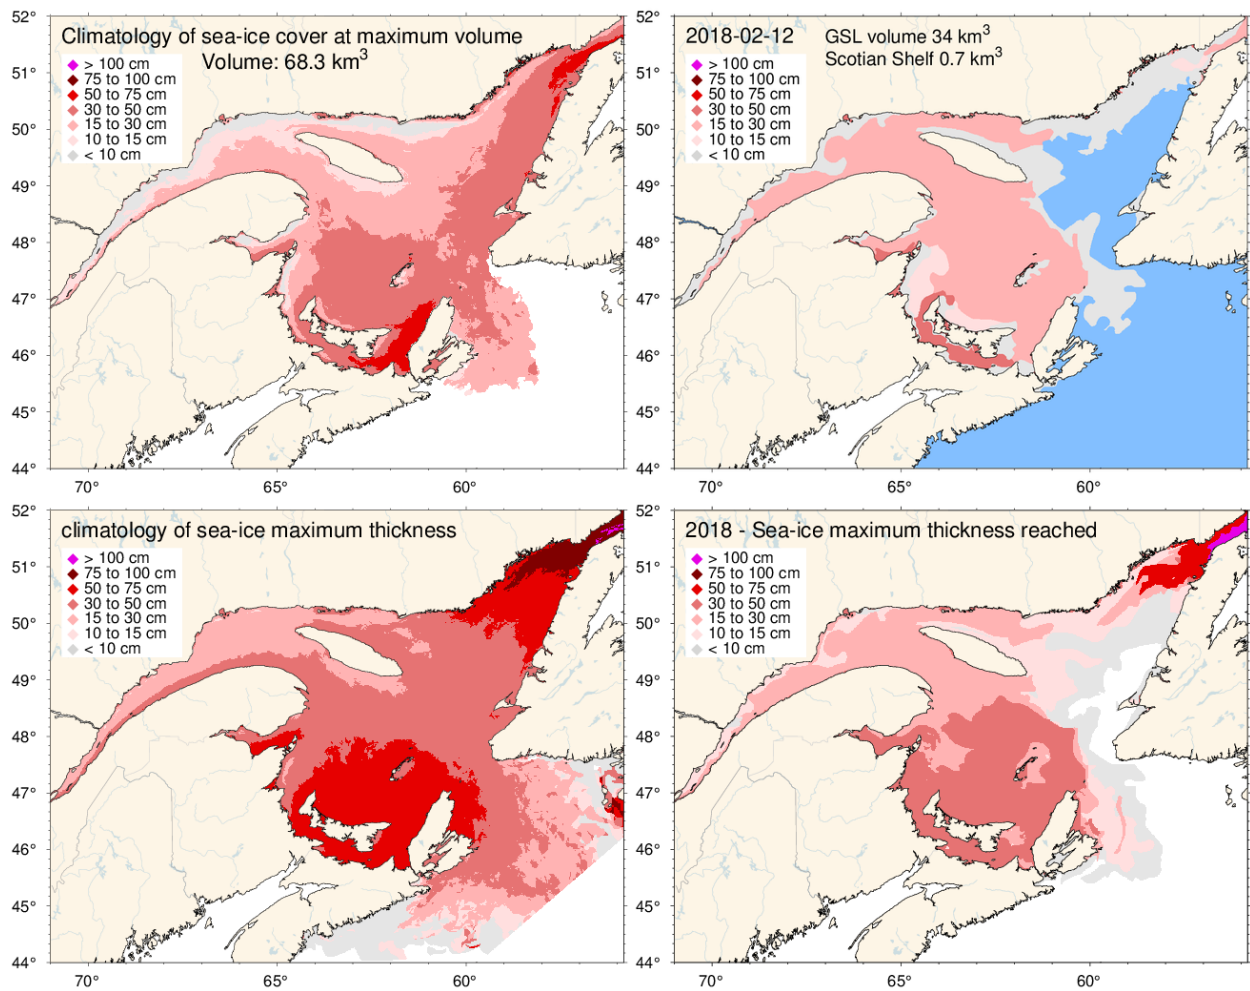 Climatology of sea-ice cover at maximum volume
Volume: 68.3 km3
> 100 cm
75 to 100 cm
50 to 75 cm
30 to 50 cm
15 to 30 cm
10 to 15 cm
< 10 cm
52°
51°
50°
49°
48°
47°
46°
45°
44°
70°
65°
60°
2018-02-12
GSL volume 34 km3
Scotian Shelf 0.7 km3
> 100 cm
75 to 100 cm
50 to 75 cm
30 to 50 cm
15 to 30 cm
10 to 15 cm
< 10 cm
52°
51°
50°
49°
48°
47°
46°
45°
44°
70°
65°
60°
climatology of sea-ice maximum thickness
> 100 cm
75 to 100 cm
50 to 75 cm
30 to 50 cm
15 to 30 cm
10 to 15 cm
< 10 cm
52°
51°
50°
49°
48°
47°
46°
45°
44°
70°
65°
60°
2018 - Sea-ice maximum thickness reached
> 100 cm
75 to 100 cm
50 to 75 cm
30 to 50 cm
15 to 30 cm
10 to 15 cm
< 10 cm
52°
51°
50°
49°
48°
47°
46°
45°
44°
70°
65°
60°